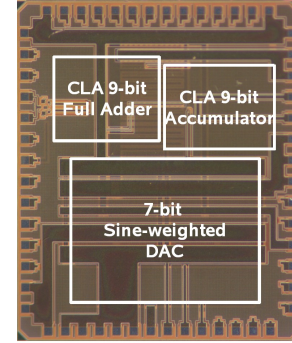 CLA 9-bit
Full Adder
CLA 9-bit
Accumulator
7-bit
Sine-weighted
DAC